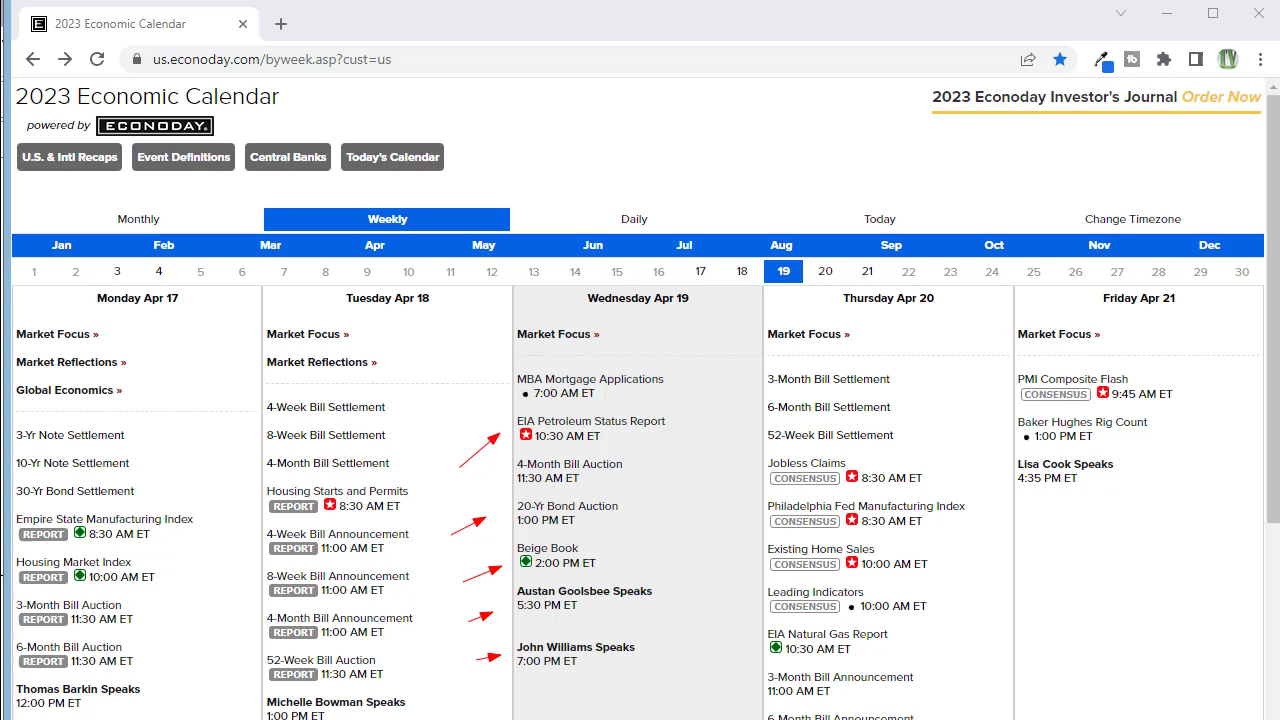 2023 Economic Calendar
us.econoday.com/byweek.asp?cust=us
2023 Economic Calendar
2023 Econoday Investor's Journal Order Now
powered by ECONODAY
U.S. & Intl Recaps Event Definitions Central Banks Today's Calendar
Monthly Weekly Daily Today Change Timezone
Jan Feb Mar Apr May Jun Jul Aug Sep Oct Nov Dec
1 2 3 4 5 6 7 8 9 10 11 12 13 14 15 16 17 18 19 20 21 22 23 24 25 26 27 28 29 30
Monday Apr 17
Market Focus »
Market Reflections »
Global Economics »
3-Yr Note Settlement
10-Yr Note Settlement
30-Yr Bond Settlement
Empire State Manufacturing Index
REPORT 8:30 AM ET
Housing Market Index
REPORT 10:00 AM ET
3-Month Bill Auction
REPORT 11:30 AM ET
6-Month Bill Auction
REPORT 11:30 AM ET
Thomas Barkin Speaks
12:00 PM ET
Tuesday Apr 18
Market Focus »
Market Reflections »
4-Week Bill Settlement
8-Week Bill Settlement
4-Month Bill Settlement
Housing Starts and Permits
REPORT 8:30 AM ET
4-Week Bill Announcement
REPORT 11:00 AM ET
8-Week Bill Announcement
REPORT 11:00 AM ET
4-Month Bill Announcement
REPORT 11:00 AM ET
52-Week Bill Auction
REPORT 11:30 AM ET
Michelle Bowman Speaks
1:00 PM ET
Wednesday Apr 19
Market Focus »
MBA Mortgage Applications
7:00 AM ET
EIA Petroleum Status Report
10:30 AM ET
4-Month Bill Auction
11:30 AM ET
20-Yr Bond Auction
1:00 PM ET
Beige Book
2:00 PM ET
Austan Goolsbee Speaks
5:30 PM ET
John Williams Speaks
7:00 PM ET
Thursday Apr 20
Market Focus »
3-Month Bill Settlement
6-Month Bill Settlement
52-Week Bill Settlement
Jobless Claims
CONSENSUS 8:30 AM ET
Philadelphia Fed Manufacturing Index
CONSENSUS 8:30 AM ET
Existing Home Sales
CONSENSUS 10:00 AM ET
Leading Indicators
CONSENSUS 10:00 AM ET
EIA Natural Gas Report
10:30 AM ET
3-Month Bill Announcement
11:00 AM ET
6-Month Bill Announcement
Friday Apr 21
Market Focus »
PMI Composite Flash
CONSENSUS 9:45 AM ET
Baker Hughes Rig Count
1:00 PM ET
Lisa Cook Speaks
4:35 PM ET